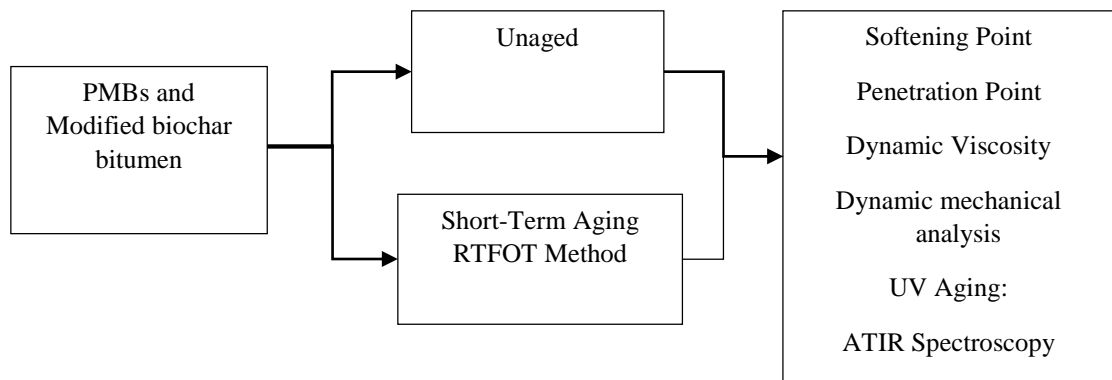 PMBs and
Modified biochar
bitumen
Unaged
Short-Term Aging
RTFOT Method
Softening Point
Penetration Point
Dynamic Viscosity
Dynamic mechanical
analysis
UV Aging:
ATIR Spectroscopy